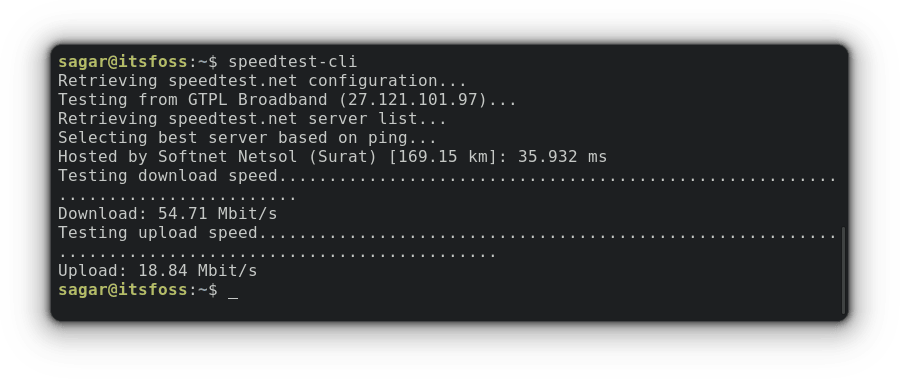 sagar@itsfoss:~$ speedtest-cli
Retrieving speedtest.net configuration...
Testing from GTPL Broadband (27.121.101.97)...
Retrieving speedtest.net server list...
Selecting best server based on ping...
Hosted by Softnet Netsol (Surat) [169.15 km]: 35.932 ms
Testing download speed........................................................
........................
Download: 54.71 Mbit/s
Testing upload speed..........................................................
............................................
Upload: 18.84 Mbit/s
sagar@itsfoss:~$ _